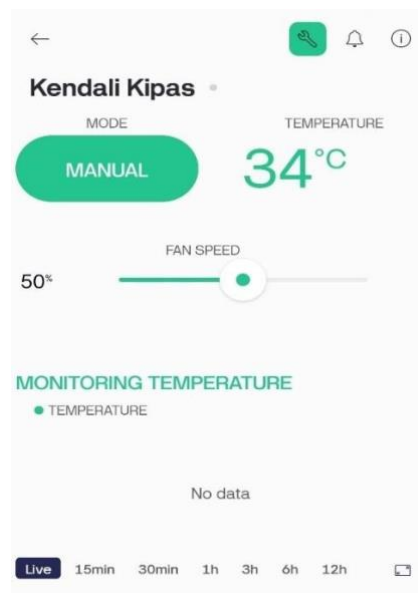 Kendali Kipas
MODE TEMPERATURE
MANUAL 34°C
FAN SPEED
50%
MONITORING TEMPERATURE
TEMPERATURE
No data
Live 15min 30min 1h 3h 6h 12h